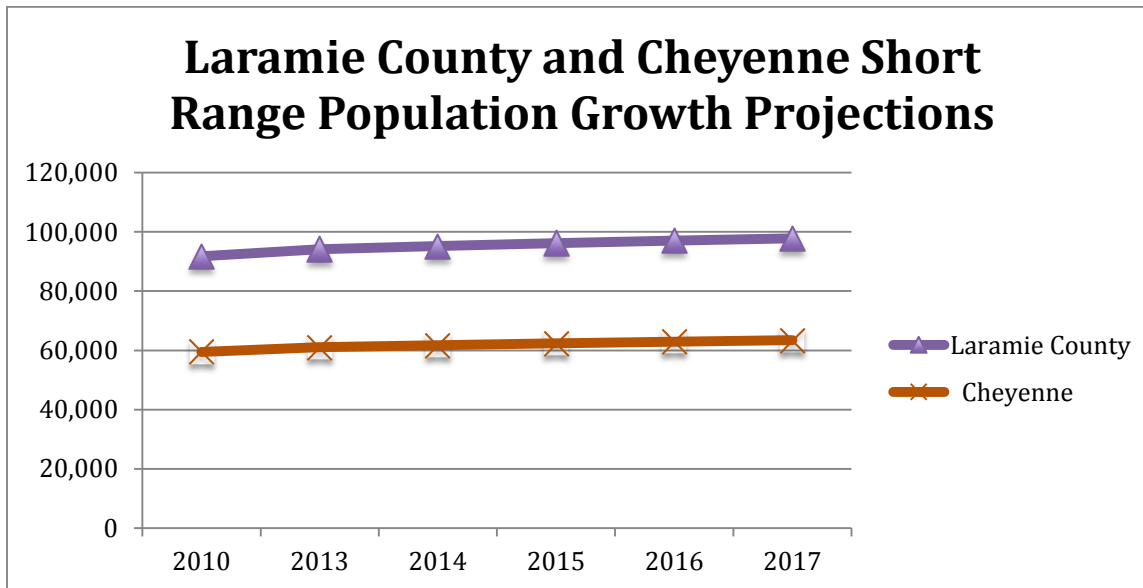 Laramie County and Cheyenne Short
Range Population Growth Projections
120,000
100,000
80,000
60,000
40,000
20,000
0
2010 2013 2014 2015 2016 2017
Laramie County
Cheyenne